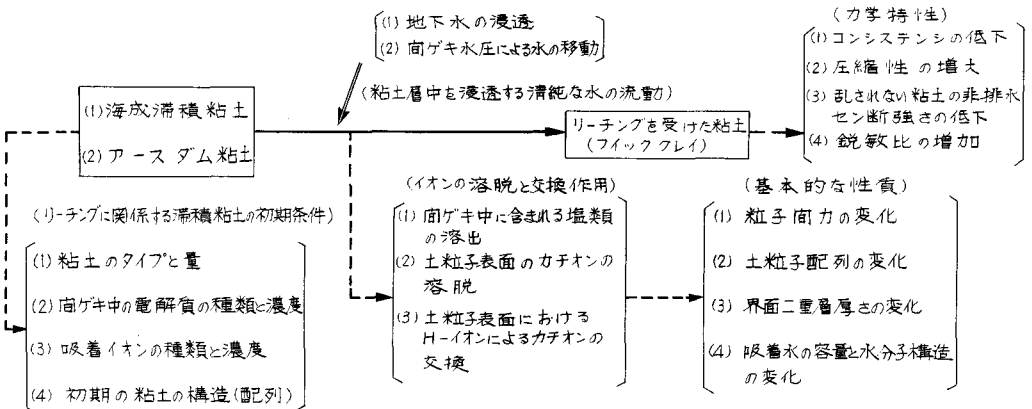 (1) 地下水の浸透
(2) 間ゲキ水圧による水の移動
(粘土層中を浸透する清純な水の流動)
(1) 海成滞積粘土
(2) アースダム粘土
リーチングを受けた粘土
(クイッククレイ)
(力学特性)
(1) コンシステンシの低下
(2) 圧縮性の増大
(3) 乱されない粘土の非排水
セン断強さの低下
(4) 鋭敏比の増加
(リーチングに関係する滞積粘土の初期条件)
(1) 粘土のタイプと量
(2) 間ゲキ中の電解質の種類と濃度
(3) 吸着イオンの種類と濃度
(4) 初期の粘土の構造(配列)
(イオンの溶脱と交換作用)
(1) 間ゲキ中に含まれる塩類
の溶出
(2) 土粒子表面のカチオンの
溶脱
(3) 土粒子表面における
H-イオンによるカチオンの
交換
(基本的な性質)
(1) 粒子間力の変化
(2) 土粒子配列の変化
(3) 界面二重層厚さの変化
(4) 吸着水の容量と水分子構造
の変化